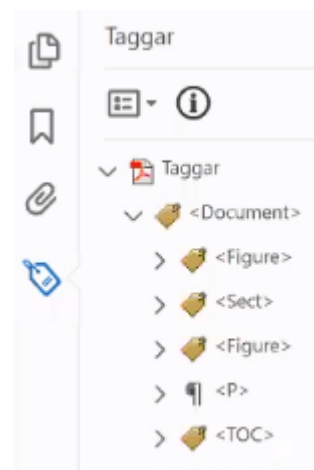 Taggar
Taggar
<Document>
<Figure>
<Sect>
<Figure>
<P>
<TOC>